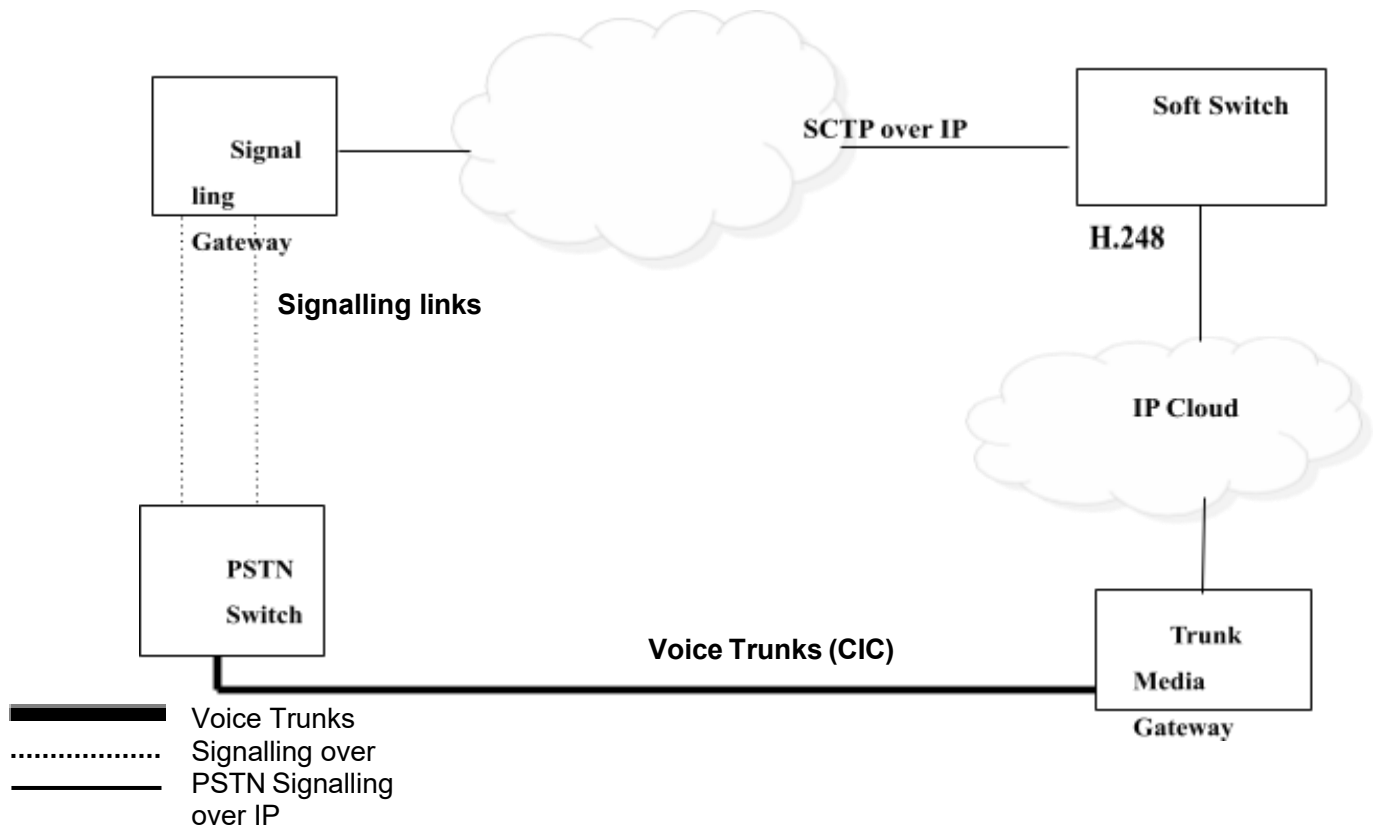 Signal
ling
Gateway
SCTP over IP
Soft Switch
H.248
Signalling links
IP Cloud
PSTN
Switch
Voice Trunks (CIC)
Trunk
Media
Gateway
Voice Trunks
Signalling over
PSTN Signalling
over IP